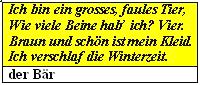 Ich bin ein grosses, faules Tier,
Wie viele Beine hab' ich? Vier.
Braun und schön ist mein Kleid.
Ich verschlaf die Winterzeit.
der Bär